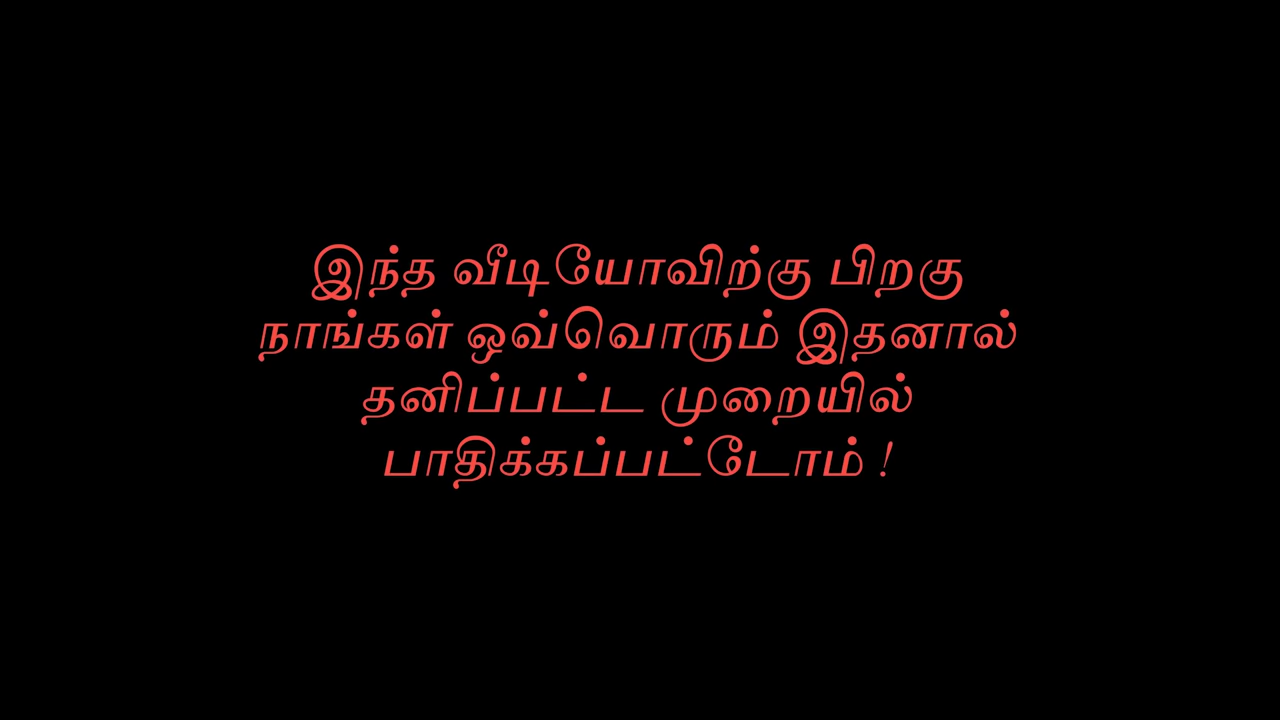 இந்த வீடியோவிற்கு பிறகு
நாங்கள் ஒவ்வொரும் இதனால்
தனிப்பட்ட முறையில்
பாதிக்கப்பட்டோம் !